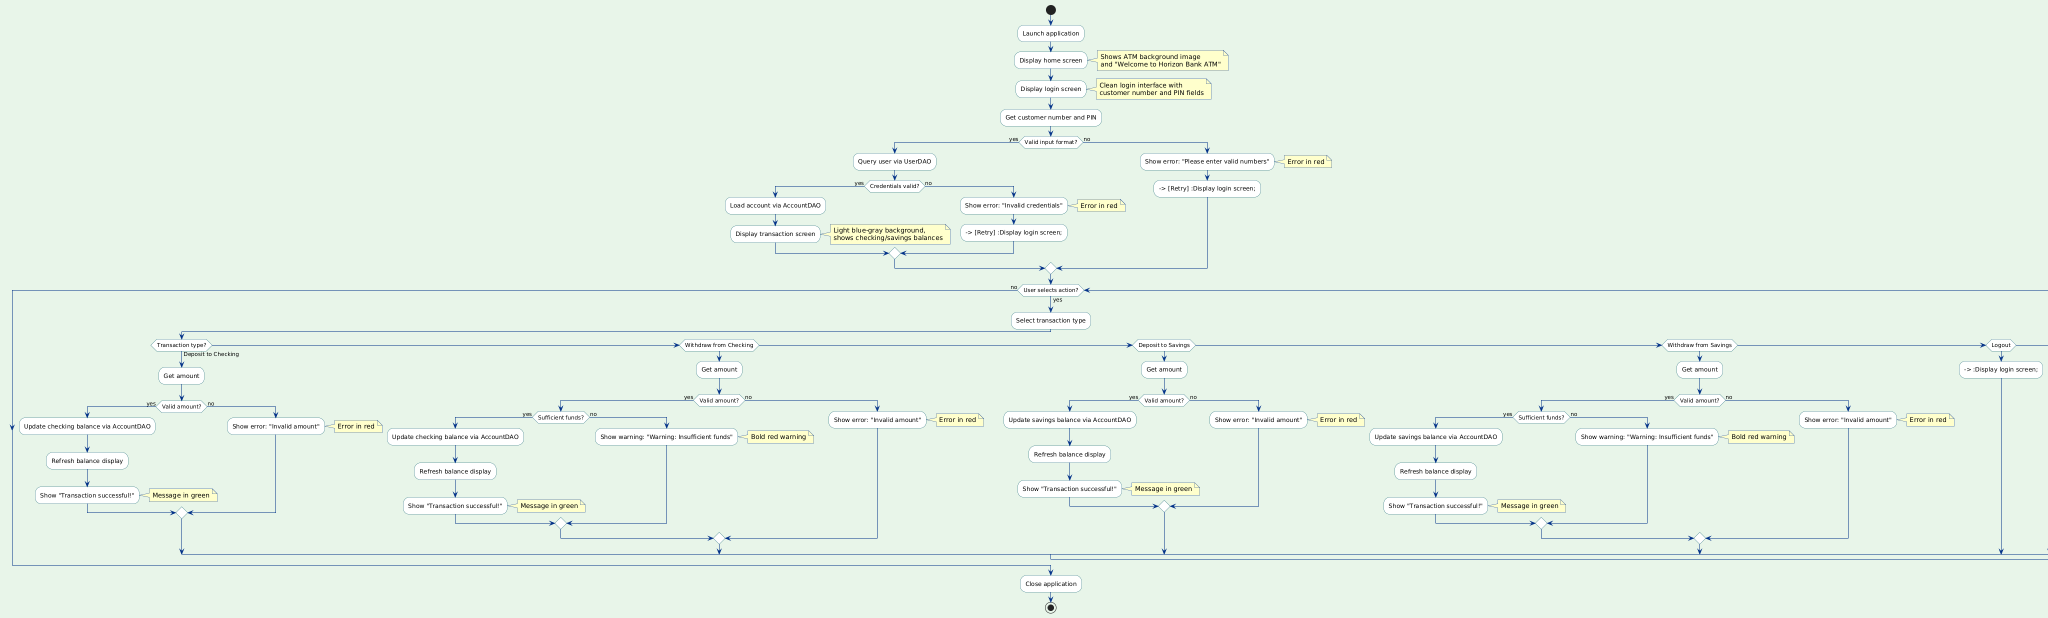 Launch application
Display home screen
Shows ATM background image
and "Welcome to Horizon Bank ATM"
Display login screen
Clean login interface with
customer number and PIN fields
Get customer number and PIN
yes
Valid input format?
no
Query user via UserDAO
Show error: "Please enter valid numbers"
Error in red
yes
Credentials valid?
no
-> [Retry] :Display login screen;
Load account via AccountDAO
Show error: "Invalid credentials"
Error in red
Display transaction screen
Light blue-gray background,
shows checking/savings balances
-> [Retry] :Display login screen;
no
User selects action?
yes
Select transaction type
Transaction type?
Deposit to Checking
Withdraw from Checking
Deposit to Savings
Withdraw from Savings
Logout
Get amount
Get amount
Get amount
Get amount
-> :Display login screen;
yes
Valid amount?
no
yes
Valid amount?
no
yes
Valid amount?
no
yes
Valid amount?
no
Update checking balance via AccountDAO
Show error: "Invalid amount"
Error in red
yes
Sufficient funds?
no
Show error: "Invalid amount"
Error in red
Update savings balance via AccountDAO
Show error: "Invalid amount"
Error in red
yes
Sufficient funds?
no
Show error: "Invalid amount"
Error in red
Update checking balance via AccountDAO
Show warning: "Warning: Insufficient funds"
Bold red warning
Update savings balance via AccountDAO
Show warning: "Warning: Insufficient funds"
Bold red warning
Refresh balance display
Refresh balance display
Refresh balance display
Refresh balance display
Show "Transaction successful!"
Message in green
Show "Transaction successful!"
Message in green
Show "Transaction successful!"
Message in green
Show "Transaction successful!"
Message in green
Close application